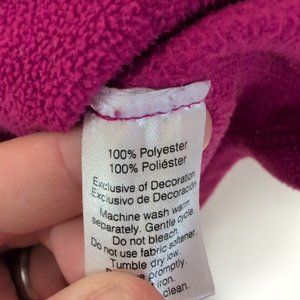 100% Polyester
100% Poliéster
Exclusive of Decoration
Exclusivo de Decoración
Machine wash warm
separately. Gentle cycle.
Do not bleach.
Do not use fabric softener.
Tumble dry low.
promptly.
iron.
clean.